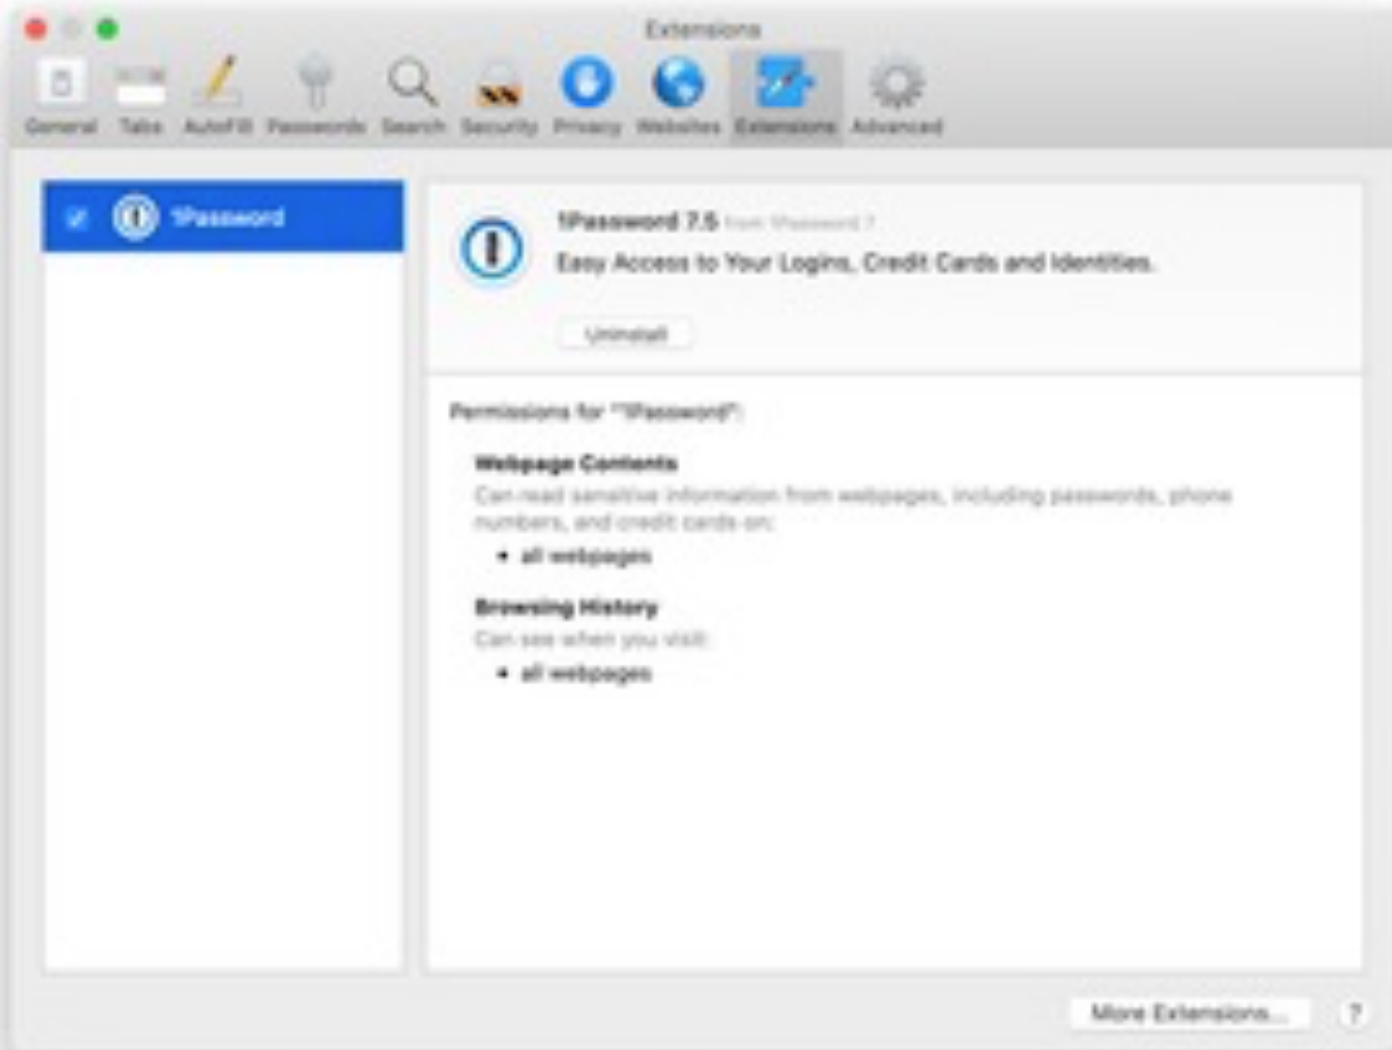 Extensions
General Tabs AutoFill Passwords Search Security Privacy Websites Extensions Advanced
1Password
1Password 7.5 from 1Password 7
Easy Access to Your Logins, Credit Cards and Identities.
Uninstall
Permissions for "1Password":
Webpage Contents
Can read sensitive information from webpages, including passwords, phone
numbers, and credit cards on:
• all webpages
Browsing History
Can see when you visit:
• all webpages
More Extensions...
?